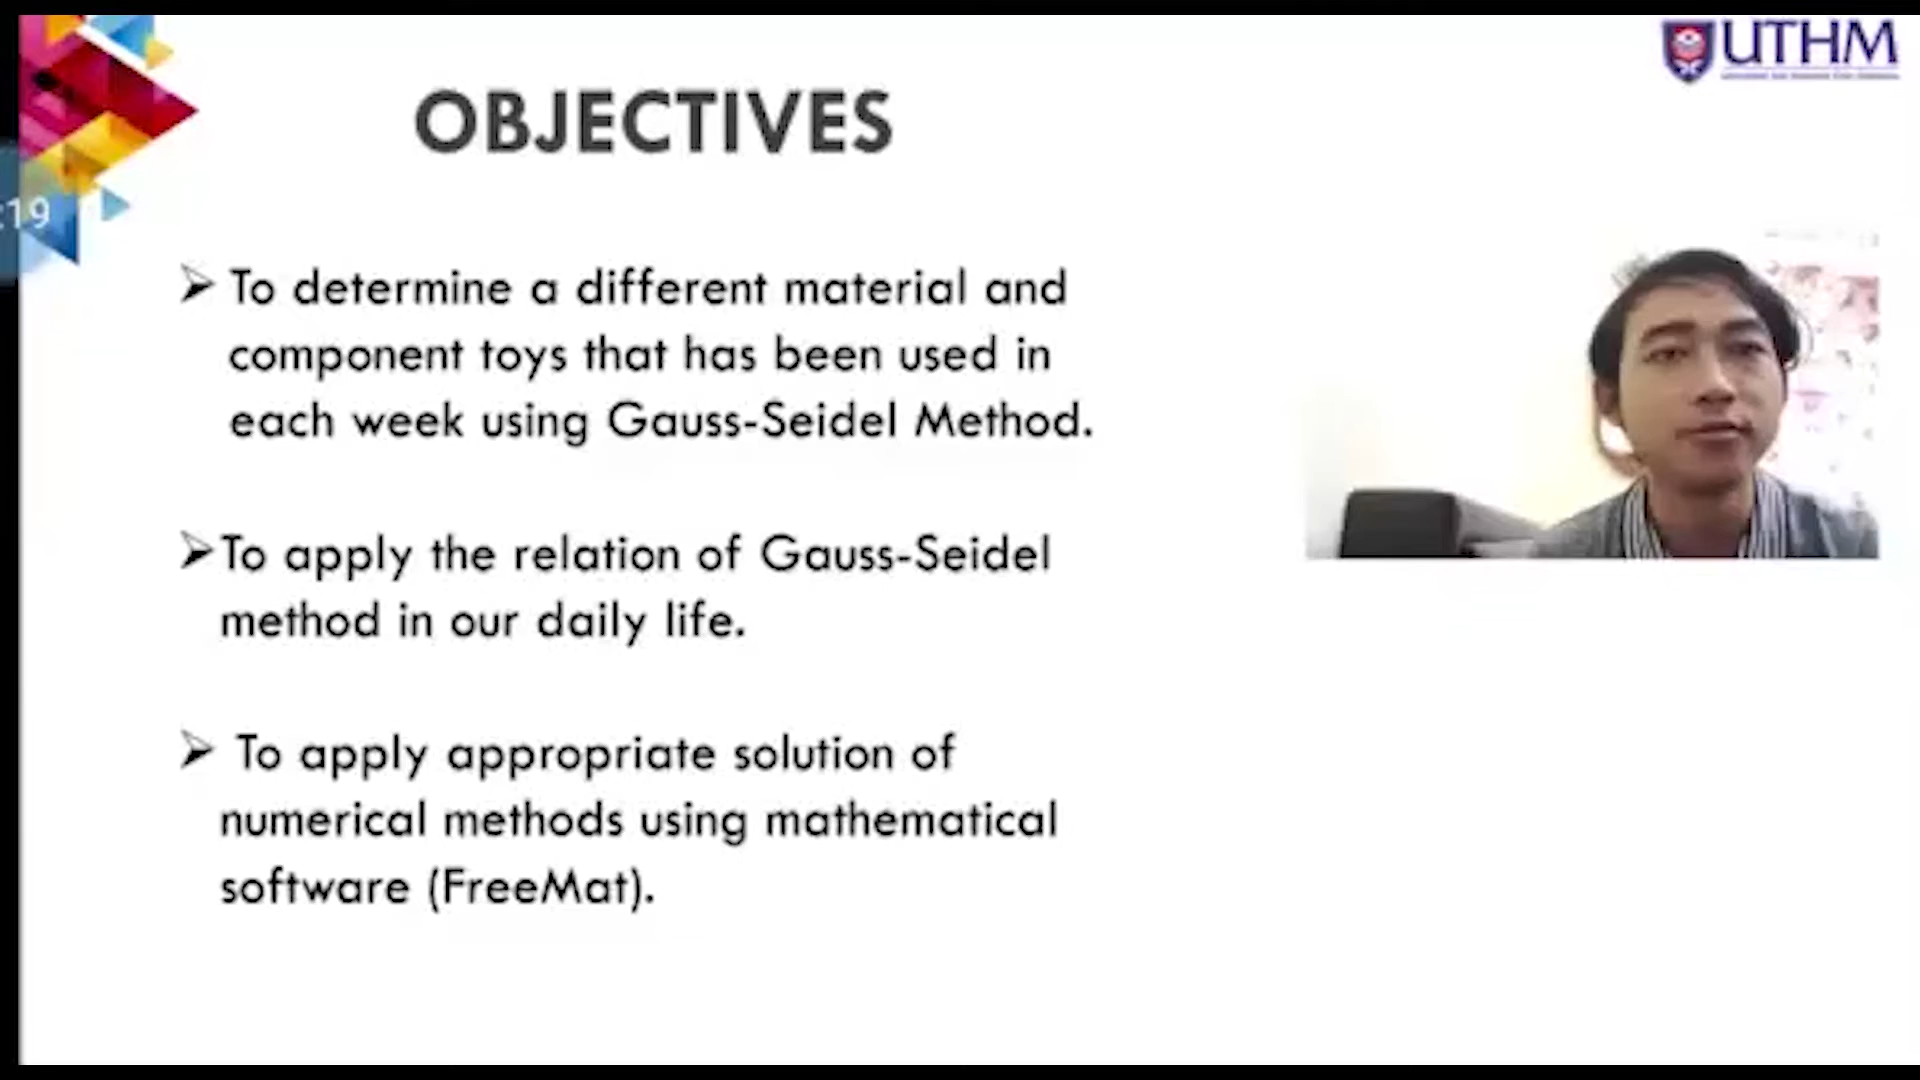 UTHM
OBJECTIVES
:19
➢ To determine a different material and
component toys that has been used in
each week using Gauss-Seidel Method.
➢To apply the relation of Gauss-Seidel
method in our daily life.
➢ To apply appropriate solution of
numerical methods using mathematical
software (FreeMat).